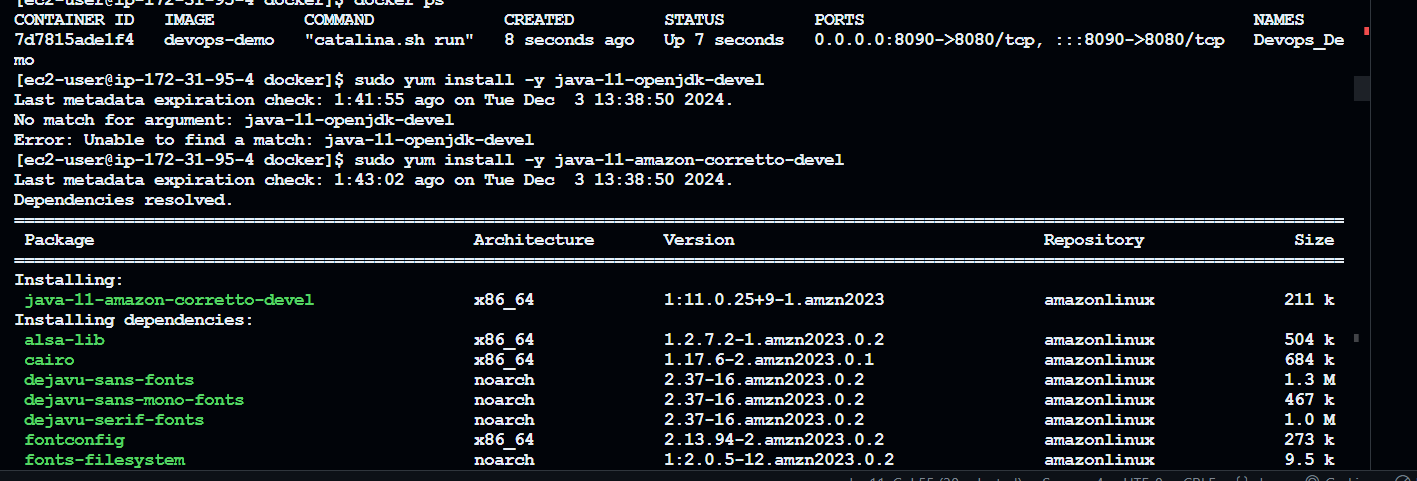 [ec2-user@ip-172-31-95-4 docker]$ docker ps
CONTAINER ID   IMAGE         COMMAND             CREATED         STATUS         PORTS                                       NAMES
7d7815ade1f4   devops-demo   "catalina.sh run"   8 seconds ago   Up 7 seconds   0.0.0.0:8090->8080/tcp, :::8090->8080/tcp   Devops_De
mo
[ec2-user@ip-172-31-95-4 docker]$ sudo yum install -y java-11-openjdk-devel
Last metadata expiration check: 1:41:55 ago on Tue Dec  3 13:38:50 2024.
No match for argument: java-11-openjdk-devel
Error: Unable to find a match: java-11-openjdk-devel
[ec2-user@ip-172-31-95-4 docker]$ sudo yum install -y java-11-amazon-corretto-devel
Last metadata expiration check: 1:43:02 ago on Tue Dec  3 13:38:50 2024.
Dependencies resolved.
Package Architecture Version Repository Size
Installing:
java-11-amazon-corretto-devel x86_64 1:11.0.25+9-1.amzn2023 amazonlinux 211 k
Installing dependencies:
alsa-lib x86_64 1.2.7.2-1.amzn2023.0.2 amazonlinux 504 k
cairo x86_64 1.17.6-2.amzn2023.0.1 amazonlinux 684 k
dejavu-sans-fonts noarch 2.37-16.amzn2023.0.2 amazonlinux 1.3 M
dejavu-sans-mono-fonts noarch 2.37-16.amzn2023.0.2 amazonlinux 467 k
dejavu-serif-fonts noarch 2.37-16.amzn2023.0.2 amazonlinux 1.0 M
fontconfig x86_64 2.13.94-2.amzn2023.0.2 amazonlinux 273 k
fonts-filesystem noarch 1:2.0.5-12.amzn2023.0.2 amazonlinux 9.5 k